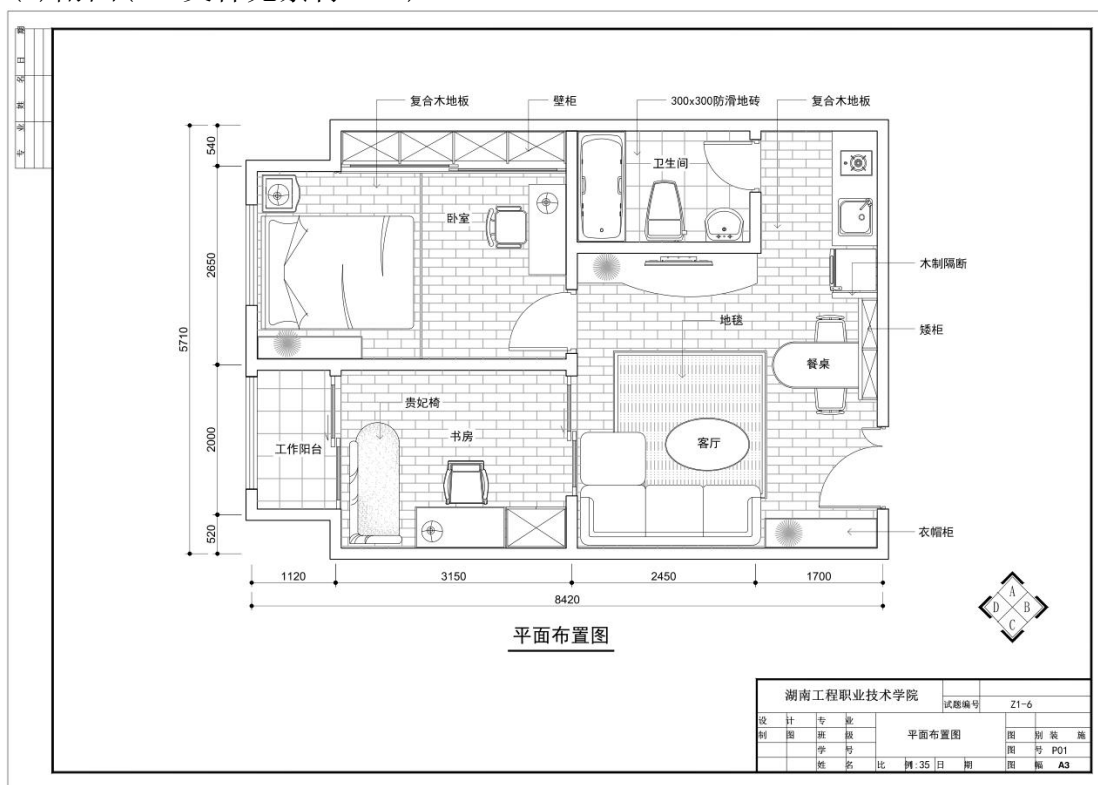 日 期
姓 名
专 业
复合木地板
壁柜
300x300防滑地砖
复合木地板
卫生间
卧室
木制隔断
地毯
矮柜
餐桌
贵妃椅
书房
客厅
工作阳台
衣帽柜
540
2650
5710
2000
520
1120
3150
2450
1700
8420
平面布置图
A
D B
C
湖南工程职业技术学院
试题编号 Z1-6
设 计 专 业
制 图 班 级 平面布置图 图 别 装 施
学 号 图 号 P01
姓 名 比 例:35 日 期 图 幅 A3